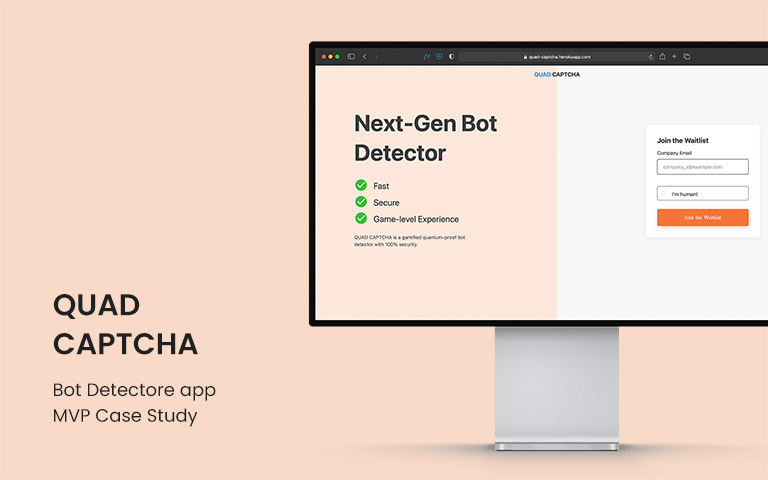 quad-captcha.herokuapp.com
QUAD CAPTCHA
Next-Gen Bot
Detector
Fast
Secure
Game-level Experience
QUAD CAPTCHA is a gamified quantum-proof bot
detector with 100% security.
Join the Waitlist
Company Email
company_x@example.com
I'm human!
Join the Waitlist
QUAD
CAPTCHA
Bot Detectore app
MVP Case Study